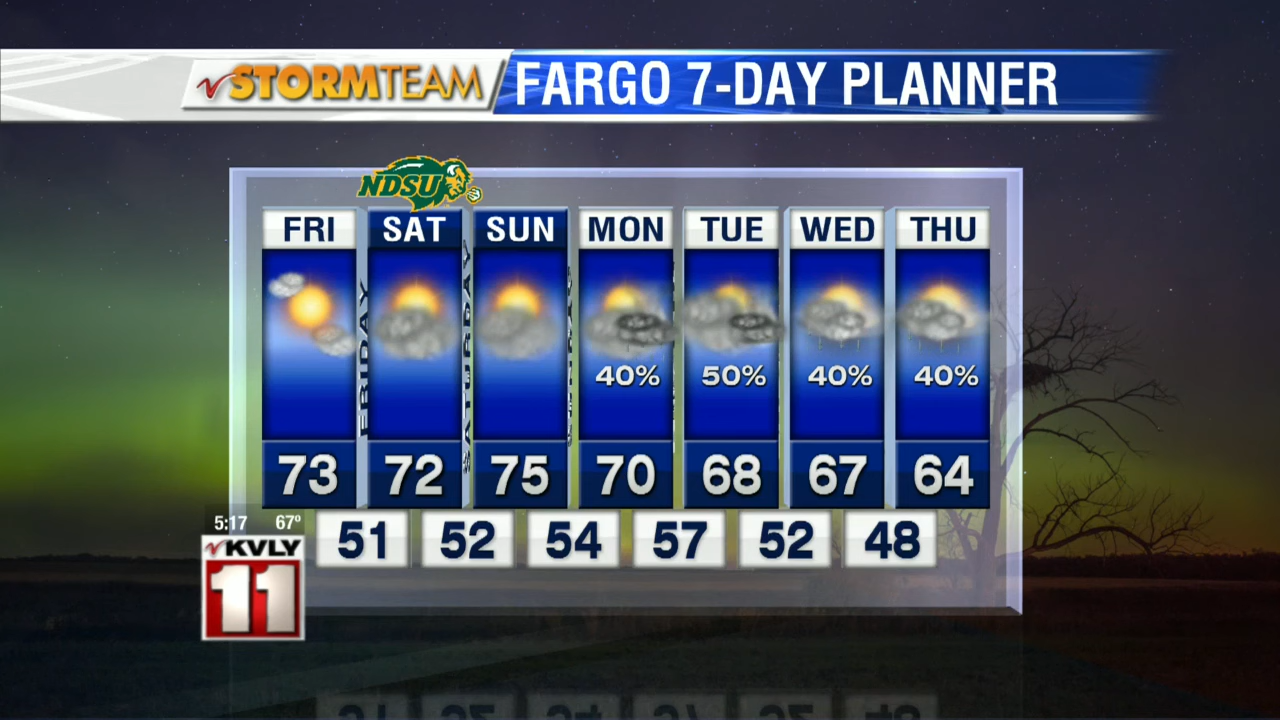 STORMTEAM FARGO 7-DAY PLANNER
NDSU
FRI SAT SUN MON TUE WED THU
FRIDAY SATURDAY
40% 50% 40% 40%
73 72 75 70 68 67 64
5:17 67º
51 52 54 57 52 48
KVLY
11